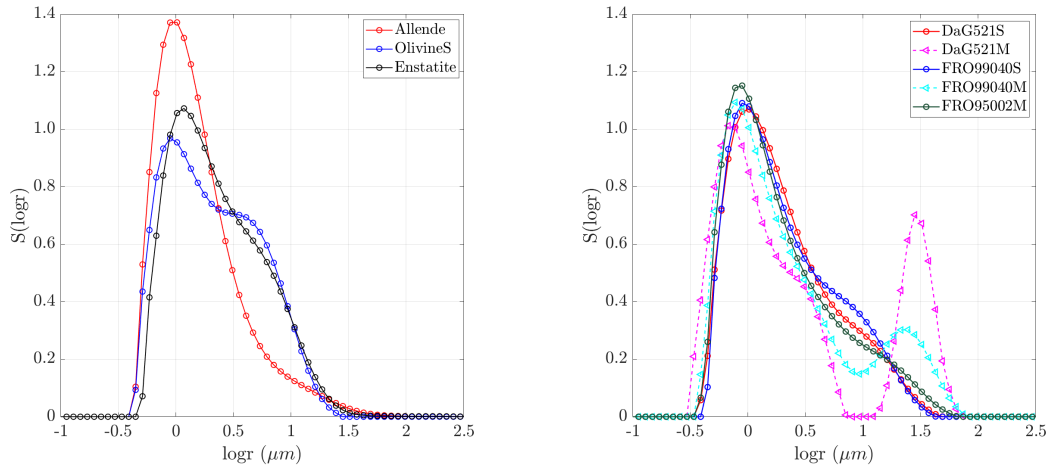 1.4
1.2
1.0
0.8
0.6
0.4
0.2
0
-1
-0.5
0
0.5
1
1.5
2
2.5
S(logr)
logr (μm)
Allende
OlivineS
Enstatite
1.4
1.2
1.0
0.8
0.6
0.4
0.2
0
-1
-0.5
0
0.5
1
1.5
2
2.5
S(logr)
logr (μm)
DaG521S
DaG521M
FRO99040S
FRO99040M
FRO95002M